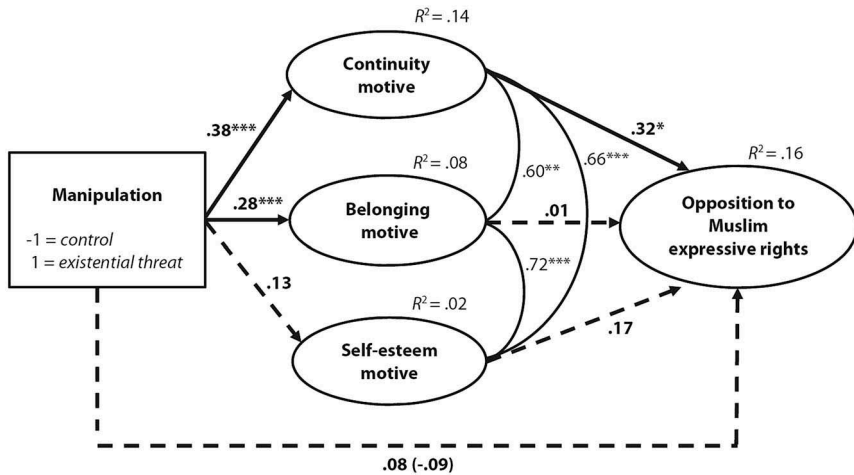 R² = .14
Continuity
motive
.38***
.32*
R² = .08
.60**
.66***
R² = .16
Manipulation
-1 = control
1 = existential threat
.28***
Belonging
motive
.01
Opposition to
Muslim
expressive rights
.13
.72***
R² = .02
Self-esteem
motive
.17
.08 (-.09)